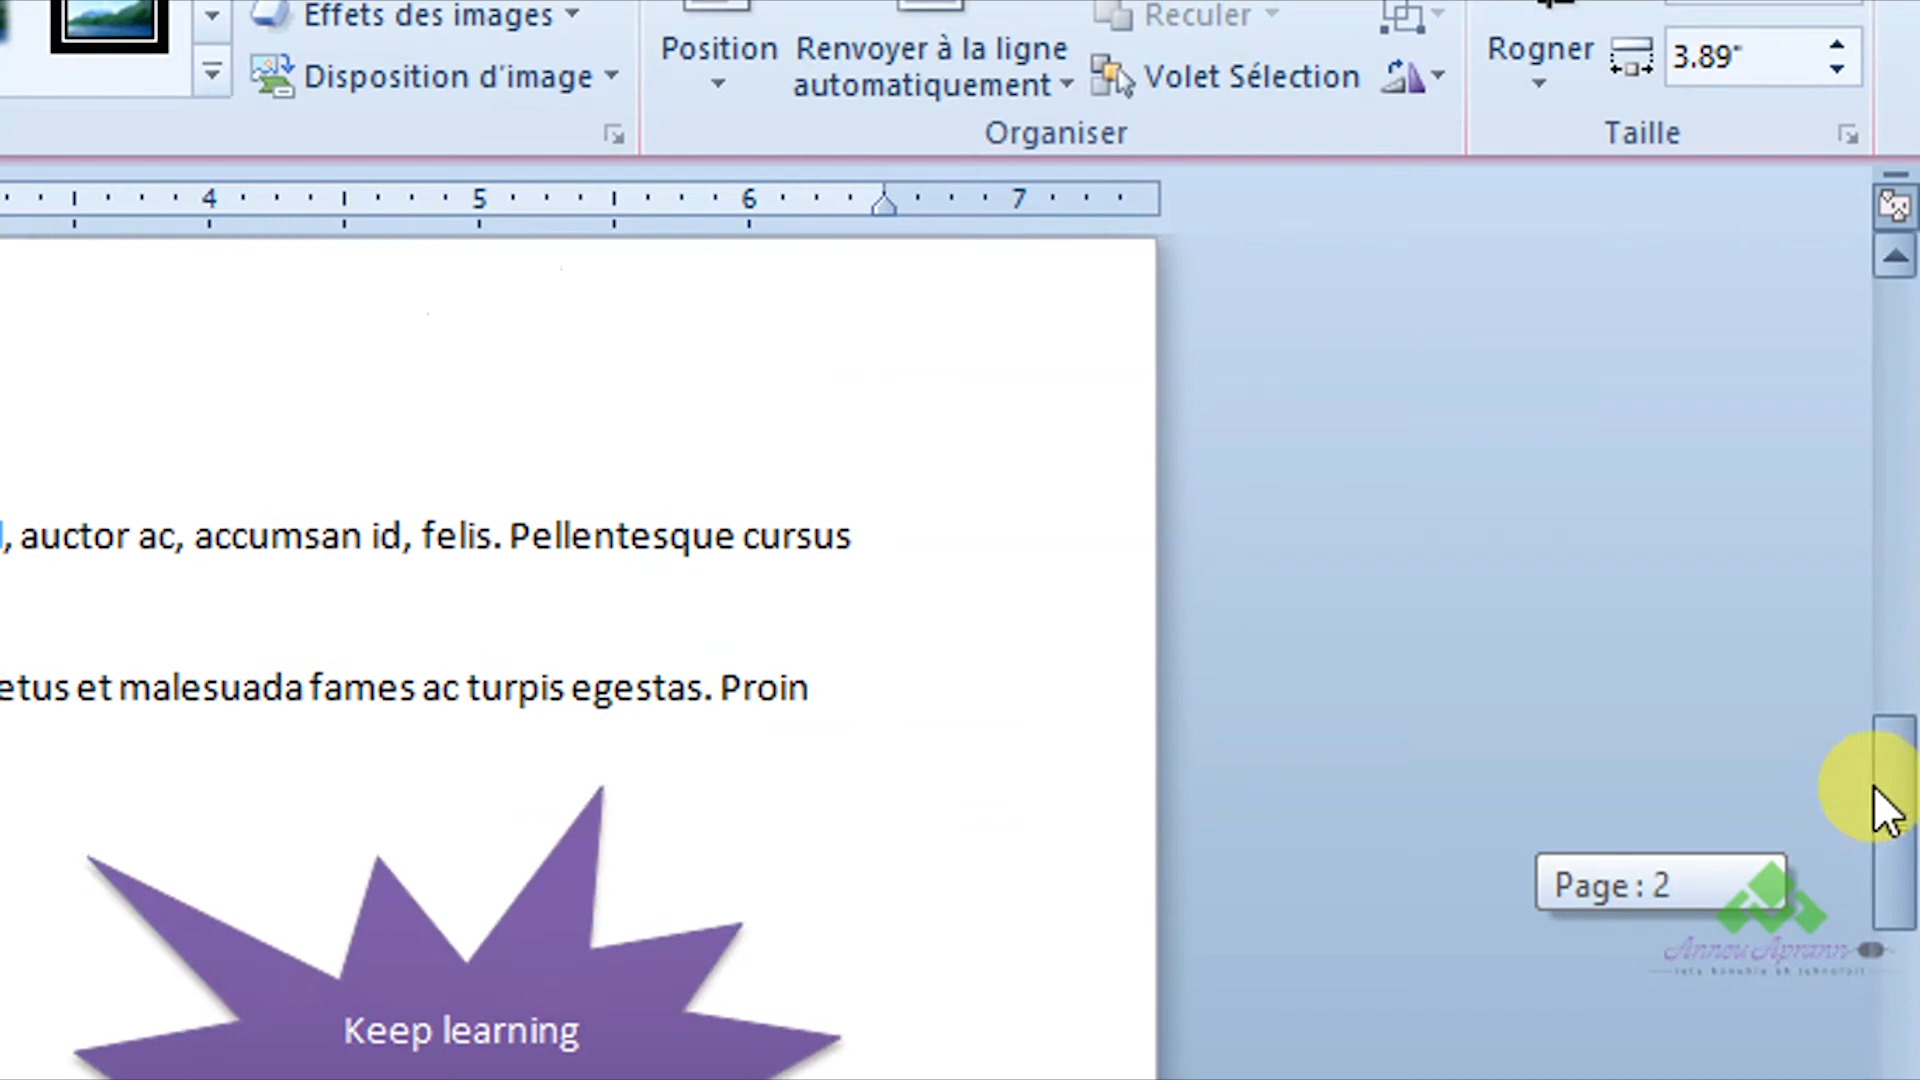 Effets des images
Disposition d'image
Position
Renvoyer à la ligne
automatiquement
Reculer
Volet Sélection
Organiser
Rogner
3.89"
Taille
4 5 6 7
, auctor ac, accumsan id, felis. Pellentesque cursus
etus et malesuada fames ac turpis egestas. Proin
Keep learning
Page : 2
Annou Aprann